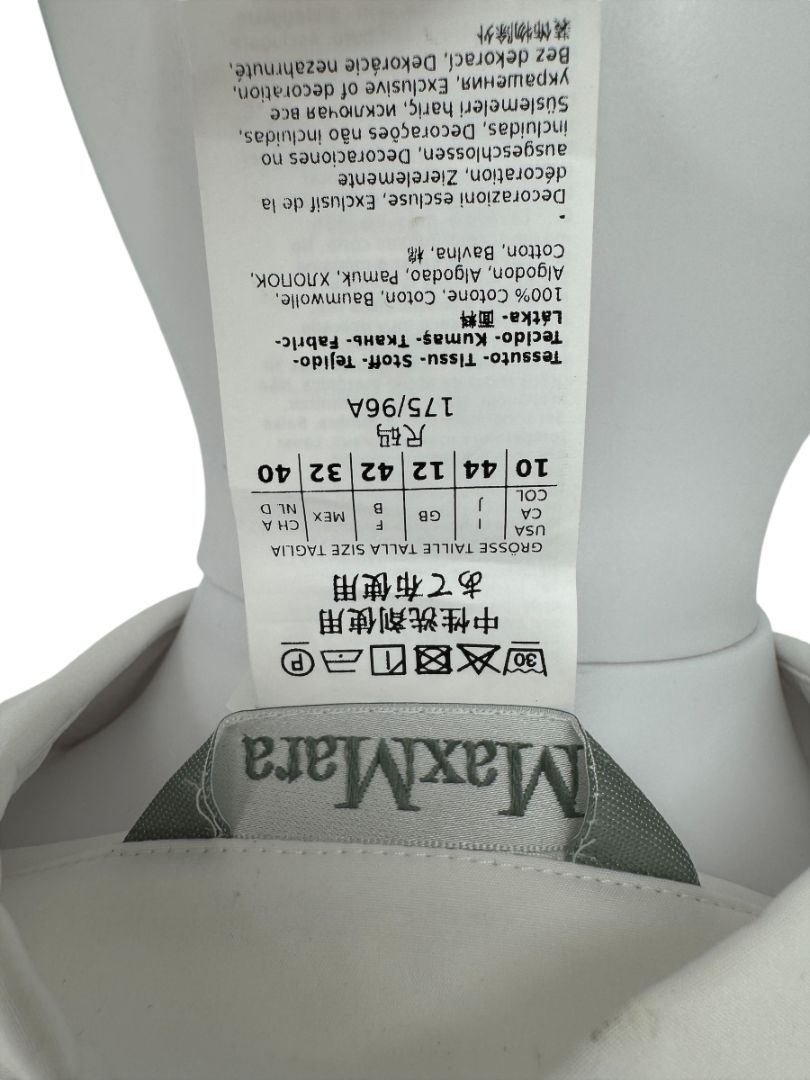 MaxMara
30 P
中性洗剤使用
あて布使用
GRÖSSE TAILLE TALLA SIZE TAGLIA
USA I GB F MEX CH A
CA J B NL D
COL
10 44 12 42 32 40
尺码
175/96A
Tessuto- Tissu- Stoff- Tejido-
Tecido- Kumaş- Ткань- Fabric-
Látka- 面料
100% Cotone, Coton, Baumwolle,
Algodon, Algodao, Pamuk, ХЛОПОК,
Cotton, Bavlna, 棉
.
Decorazioni escluse, Exclusif de la
décoration, Zierelemente
ausgeschlossen, Decoraciones no
incluidas, Decorações não incluidas,
Süslemeleri hariç, исключая все
украшения, Exclusive of decoration,
Bez dekorací, Dekorácie nezahrnuté,
装饰物除外